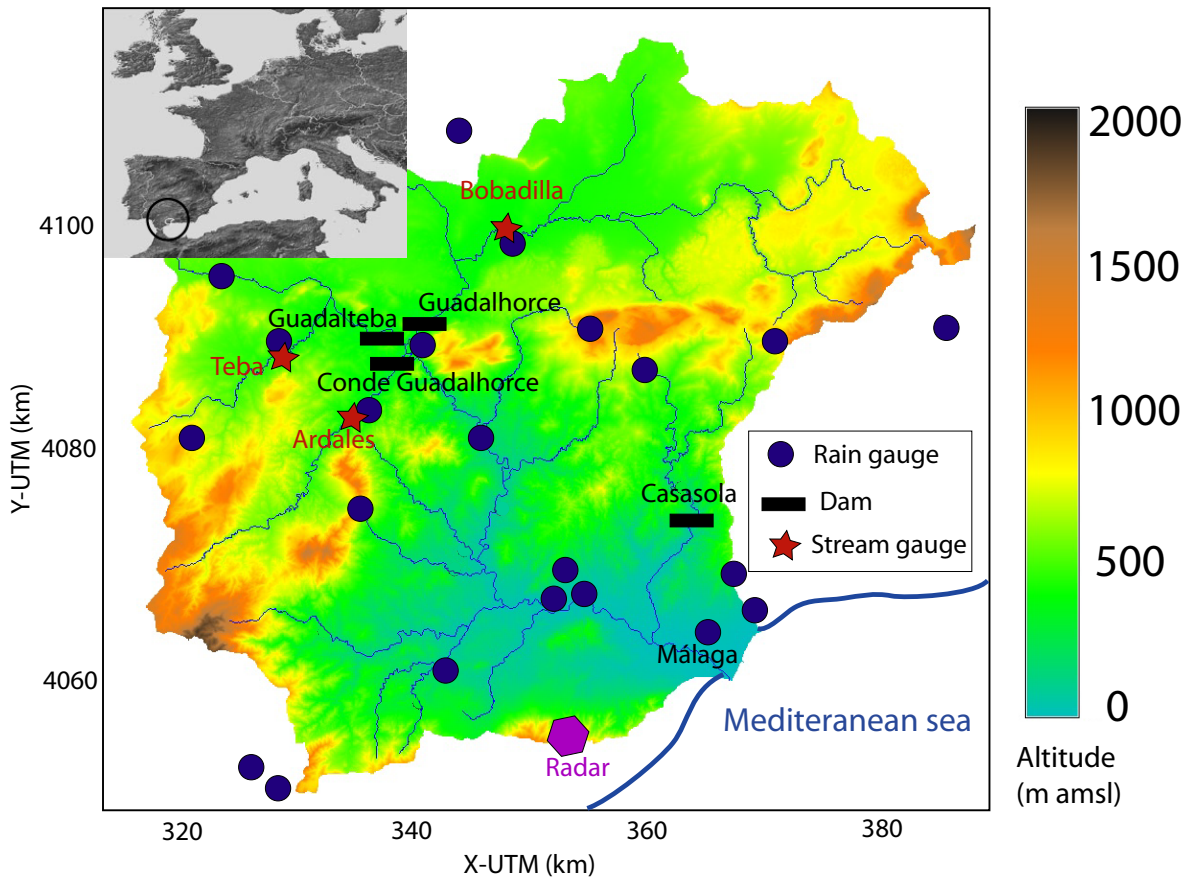 Bobadilla
Guadalhorce
Guadalteba
Teba
Conde Guadalhorce
Ardales
Casasola
Málaga
Radar
Mediteranean sea
Rain gauge
Dam
Stream gauge
4100
4080
4060
Y-UTM (km)
320
340
360
380
X-UTM (km)
2000
1500
1000
500
0
Altitude
(m amsl)